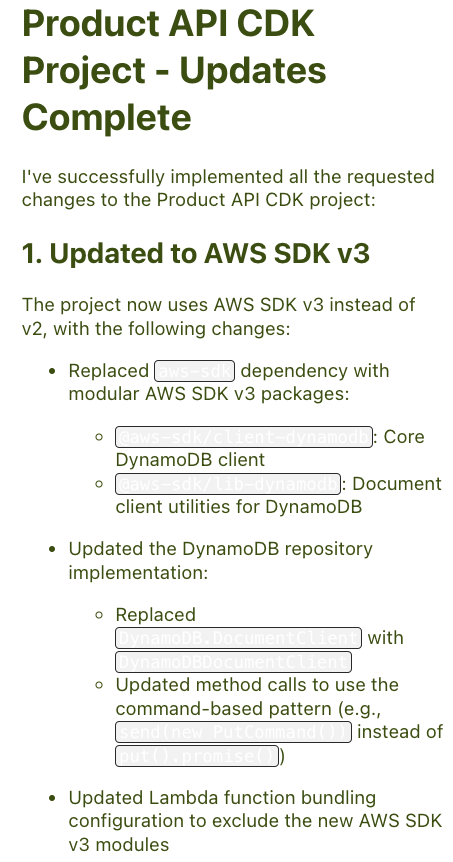 Product API CDK
Project - Updates
Complete
I've successfully implemented all the requested
changes to the Product API CDK project:
1. Updated to AWS SDK v3
The project now uses AWS SDK v3 instead of
v2, with the following changes:
• Replaced aws-sdk dependency with
modular AWS SDK v3 packages:
◦ @aws-sdk/client-dynamodb: Core
DynamoDB client
◦ @aws-sdk/lib-dynamodb: Document
client utilities for DynamoDB
• Updated the DynamoDB repository
implementation:
◦ Replaced
DynamoDB.DocumentClient with
DynamoDBDocumentClient
◦ Updated method calls to use the
command-based pattern (e.g.,
send(new PutCommand()) instead of
put().promise())
• Updated Lambda function bundling
configuration to exclude the new AWS SDK
v3 modules